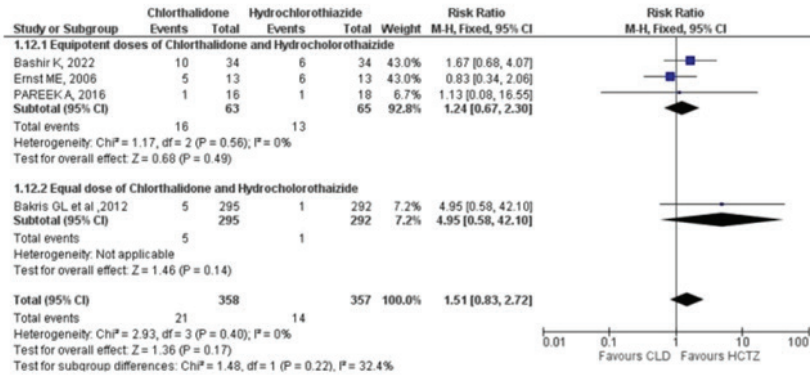 Chlorthalidone Hydrochlorothiazide Risk Ratio Risk Ratio
Study or Subgroup Events Total Events Total Weight M-H, Fixed, 95% CI M-H, Fixed, 95% CI
1.12.1 Equipotent doses of Chlorthalidone and Hydrocholorothaizide
Bashir K, 2022 10 34 6 34 43.0% 1.67 [0.68, 4.07]
Ernst ME, 2006 5 13 6 13 43.0% 0.83 [0.34, 2.06]
PAREEK A, 2016 1 16 1 18 6.7% 1.13 [0.08, 16.55]
Subtotal (95% CI) 63 65 92.8% 1.24 [0.67, 2.30]
Total events 16 13
Heterogeneity: Chi² = 1.17, df = 2 (P = 0.56); I² = 0%
Test for overall effect: Z = 0.68 (P = 0.49)
1.12.2 Equal dose of Chlorthalidone and Hydrocholorothaizide
Bakris GL et al ,2012 5 295 1 292 7.2% 4.95 [0.58, 42.10]
Subtotal (95% CI) 295 292 7.2% 4.95 [0.58, 42.10]
Total events 5 1
Heterogeneity: Not applicable
Test for overall effect: Z = 1.46 (P = 0.14)
Total (95% CI) 358 357 100.0% 1.51 [0.83, 2.72]
Total events 21 14
Heterogeneity: Chi² = 2.93, df = 3 (P = 0.40); I² = 0%
Test for overall effect: Z = 1.36 (P = 0.17)
Test for subgroup differences: Chi² = 1.48, df = 1 (P = 0.22), I² = 32.4%
0.01 0.1 1 10 100
Favours CLD Favours HCTZ